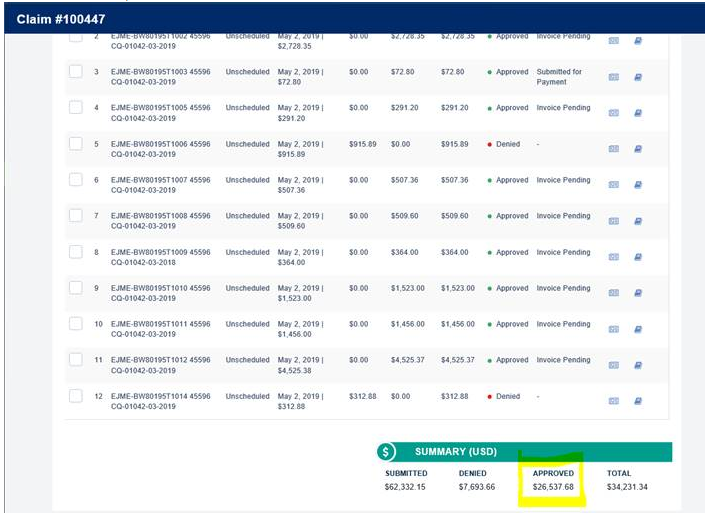 Claim #100447
2 EJME-BW80195T1002 45596 Unscheduled May 2, 2019 | $0.00 $2,728.35 $2,728.35 Approved Invoice Pending
CQ-01042-03-2019 $2,728.35
3 EJME-BW80195T1003 45596 Unscheduled May 2, 2019 | $0.00 $72.80 $72.80 Approved Submitted for
CQ-01042-03-2019 $72.80 Payment
4 EJME-BW80195T1005 45596 Unscheduled May 2, 2019 | $0.00 $291.20 $291.20 Approved Invoice Pending
CQ-01042-03-2019 $291.20
5 EJME-BW80195T1006 45596 Unscheduled May 2, 2019 | $915.89 $0.00 $915.89 Denied -
CQ-01042-03-2019 $915.89
6 EJME-BW80195T1007 45596 Unscheduled May 2, 2019 | $0.00 $507.36 $507.36 Approved Invoice Pending
CQ-01042-03-2019 $507.36
7 EJME-BW80195T1008 45596 Unscheduled May 2, 2019 | $0.00 $509.60 $509.60 Approved Invoice Pending
CQ-01042-03-2019 $509.60
8 EJME-BW80195T1009 45596 Unscheduled May 2, 2019 | $0.00 $364.00 $364.00 Approved Invoice Pending
CQ-01042-03-2018 $364.00
9 EJME-BW80195T1010 45596 Unscheduled May 2, 2019 | $0.00 $1,523.00 $1,523.00 Approved Invoice Pending
CQ-01042-03-2019 $1,523.00
10 EJME-BW80195T1011 45596 Unscheduled May 2, 2019 | $0.00 $1,456.00 $1,456.00 Approved Invoice Pending
CQ-01042-03-2019 $1,456.00
11 EJME-BW80195T1012 45596 Unscheduled May 2, 2019 | $0.00 $4,525.37 $4,525.37 Approved Invoice Pending
CQ-01042-03-2019 $4,525.38
12 EJME-BW80195T1014 45596 Unscheduled May 2, 2019 | $312.88 $0.00 $312.88 Denied -
CQ-01042-03-2019 $312.88
$ SUMMARY (USD)
SUBMITTED DENIED APPROVED TOTAL
$62,332.15 $7,693.66 $26,537.68 $34,231.34